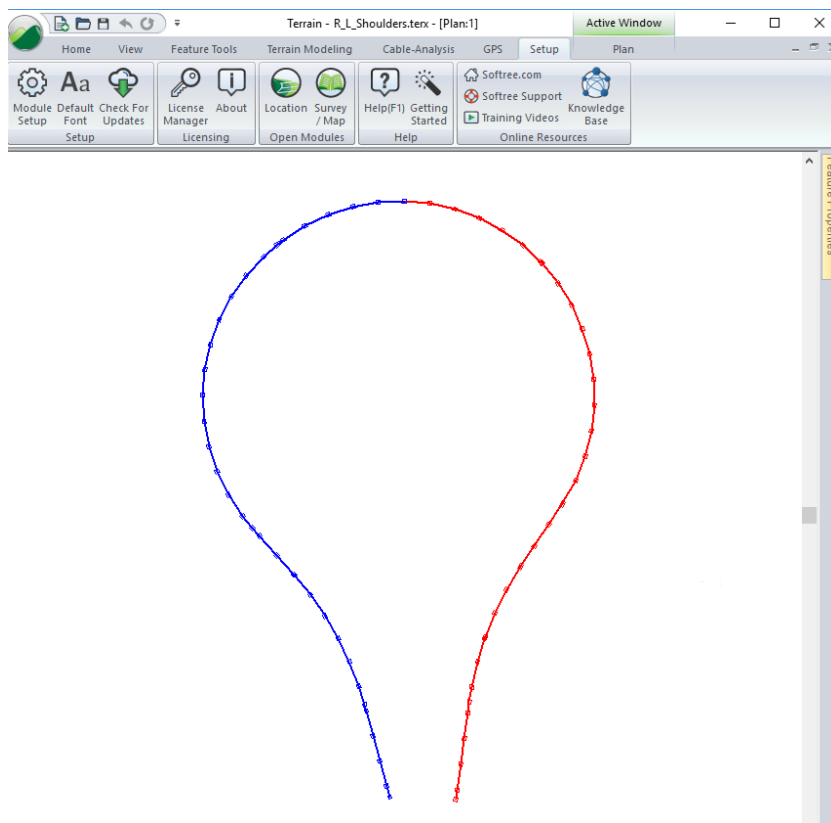 Terrain - R_L_Shoulders.terx - [Plan:1]
Active Window
Home View Feature Tools Terrain Modeling Cable-Analysis GPS Setup Plan
Module Setup
Default Font
Check For Updates
License Manager
About
Location
Survey / Map
Help(F1)
Getting Started
Softree.com
Softree Support
Training Videos
Knowledge Base
Setup
Licensing
Open Modules
Help
Online Resources
Feature Properties